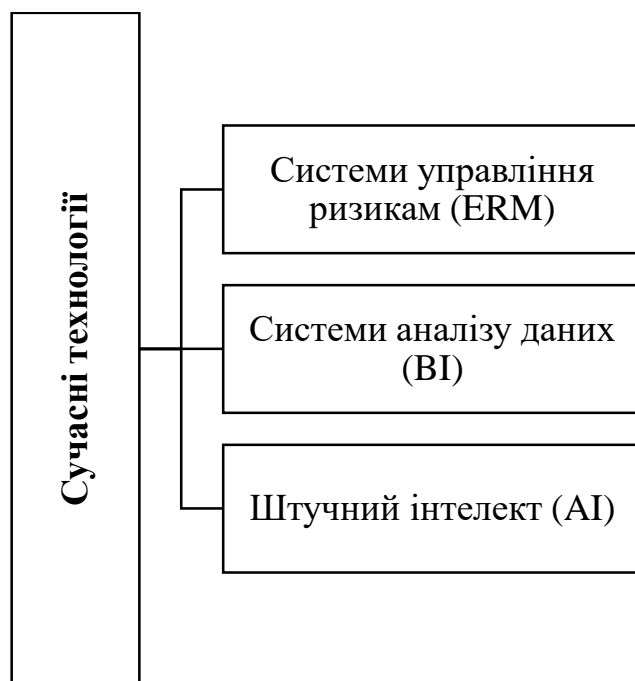 Сучасні технології
Системи управління
ризикам (ERM)
Системи аналізу даних
(BI)
Штучний інтелект (AI)